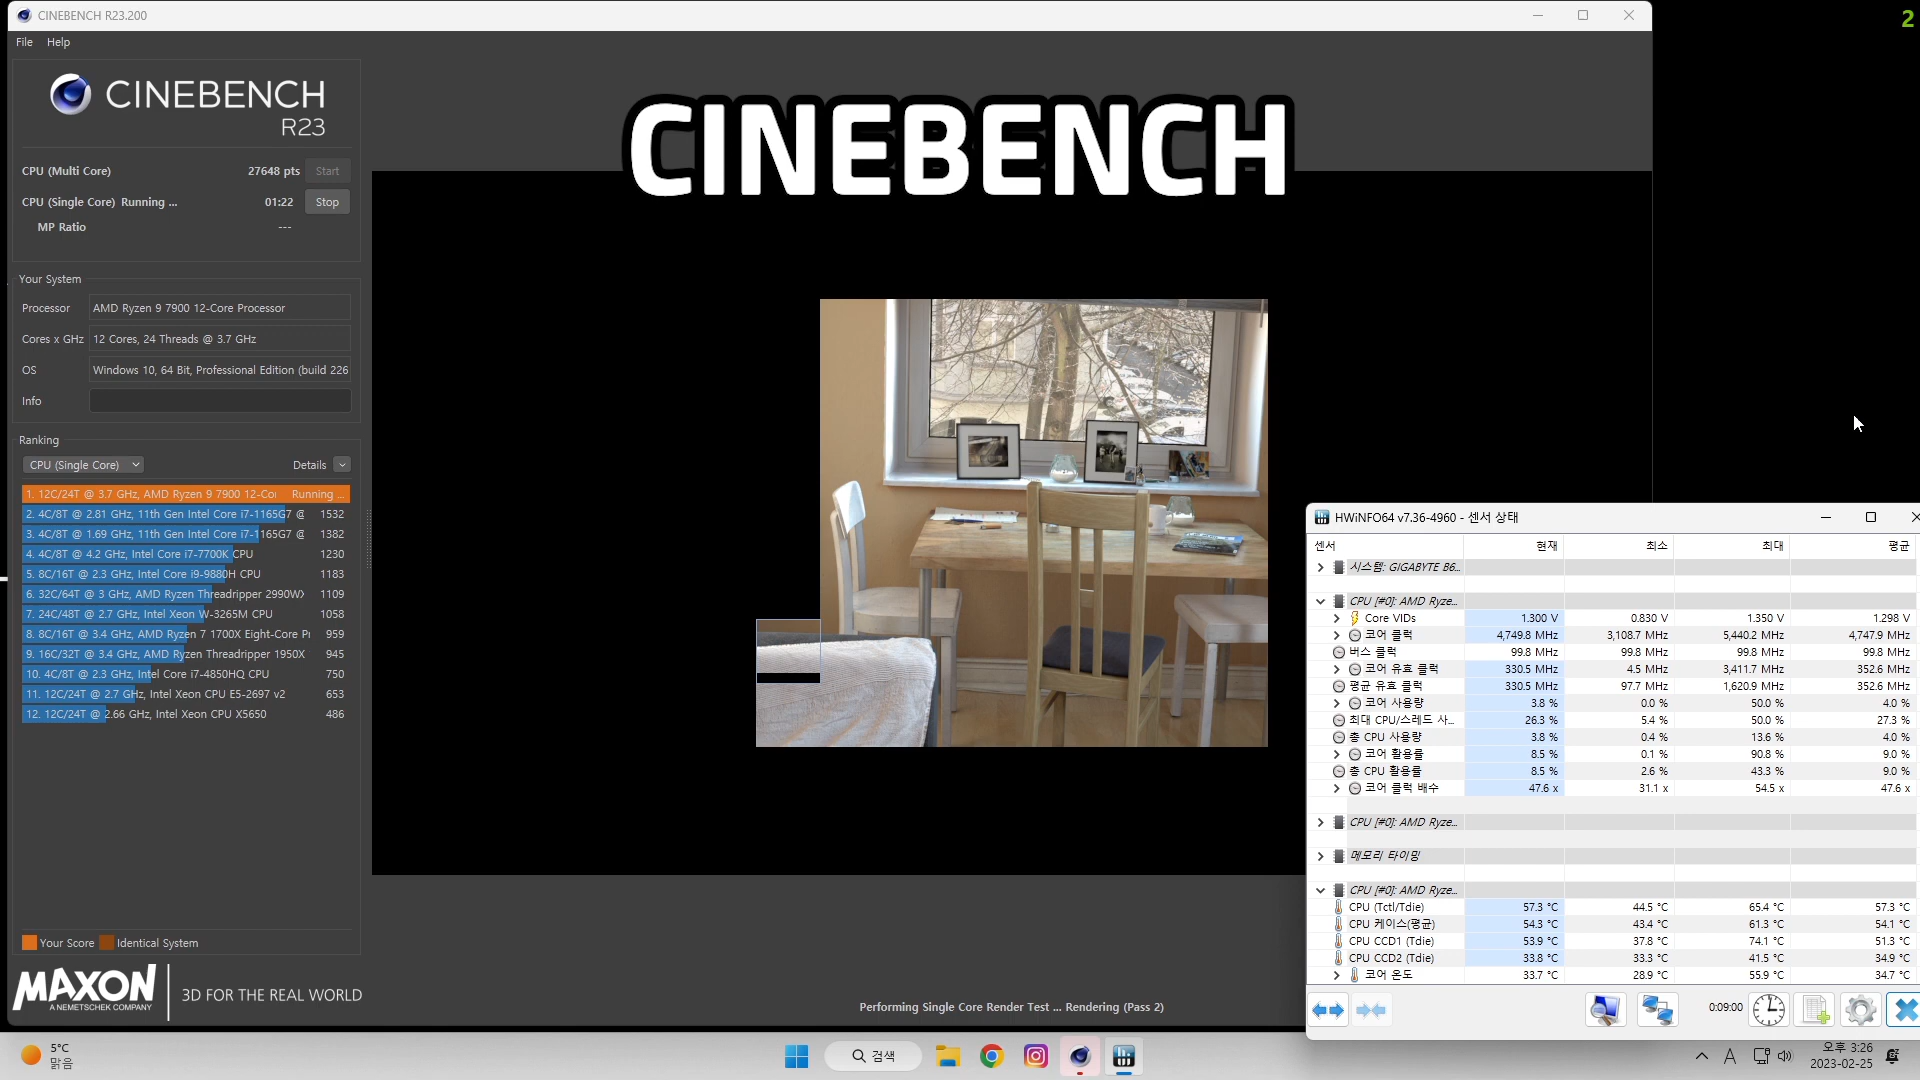 CINEBENCH R23.200
2
File Help
CINEBENCH
R23
CINEBENCH
CPU (Multi Core) 27648 pts Start
CPU (Single Core) Running ... 01:22 Stop
MP Ratio ---
Your System
Processor AMD Ryzen 9 7900 12-Core Processor
Cores x GHz 12 Cores, 24 Threads @ 3.7 GHz
OS Windows 10, 64 Bit, Professional Edition (build 226
Info
Ranking
CPU (Single Core) Details
1. 12C/24T @ 3.7 GHz, AMD Ryzen 9 7900 12-Coi Running ...
2. 4C/8T @ 2.81 GHz, 11th Gen Intel Core i7-1165G7 @ 1532
3. 4C/8T @ 1.69 GHz, 11th Gen Intel Core i7-1165G7 @ 1382
4. 4C/8T @ 4.2 GHz, Intel Core i7-7700K CPU 1230
5. 8C/16T @ 2.3 GHz, Intel Core i9-9880H CPU 1183
6. 32C/64T @ 3 GHz, AMD Ryzen Threadripper 2990WX 1109
7. 24C/48T @ 2.7 GHz, Intel Xeon W-3265M CPU 1058
8. 8C/16T @ 3.4 GHz, AMD Ryzen 7 1700X Eight-Core Pr 959
9. 16C/32T @ 3.4 GHz, AMD Ryzen Threadripper 1950X 945
10. 4C/8T @ 2.3 GHz, Intel Core i7-4850HQ CPU 750
11. 12C/24T @ 2.7 GHz, Intel Xeon CPU E5-2697 v2 653
12. 12C/24T @ 2.66 GHz, Intel Xeon CPU X5650 486
Your Score Identical System
MAXON
A NEMETSCHEK COMPANY
3D FOR THE REAL WORLD
Performing Single Core Render Test ... Rendering (Pass 2)
HWiNFO64 v7.36-4960 - 센서 상태
센서 현재 최소 최대 평균
시스템: GIGABYTE B6...
CPU [#0]: AMD Ryze...
Core VIDs 1.300 V 0.830 V 1.350 V 1.298 V
코어 클럭 4,749.8 MHz 3,108.7 MHz 5,440.2 MHz 4,747.9 MHz
버스 클럭 99.8 MHz 99.8 MHz 99.8 MHz 99.8 MHz
코어 유효 클럭 330.5 MHz 4.5 MHz 3,411.7 MHz 352.6 MHz
평균 유효 클럭 330.5 MHz 97.7 MHz 1,620.9 MHz 352.6 MHz
코어 사용량 3.8 % 0.0 % 50.0 % 4.0 %
최대 CPU/스레드 사... 26.3 % 5.4 % 50.0 % 27.3 %
총 CPU 사용량 3.8 % 0.4 % 13.6 % 4.0 %
코어 활용률 8.5 % 0.1 % 90.8 % 9.0 %
총 CPU 활용률 8.5 % 2.6 % 43.3 % 9.0 %
코어 클럭 배수 47.6 x 31.1 x 54.5 x 47.6 x
CPU [#0]: AMD Ryze...
메모리 타이밍
CPU [#0]: AMD Ryze...
CPU (Tctl/Tdie) 57.3 °C 44.5 °C 65.4 °C 57.3 °C
CPU 케이스(평균) 54.3 °C 43.4 °C 61.3 °C 54.1 °C
CPU CCD1 (Tdie) 53.9 °C 37.8 °C 74.1 °C 51.3 °C
CPU CCD2 (Tdie) 33.8 °C 33.3 °C 41.5 °C 34.9 °C
코어 온도 33.7 °C 28.9 °C 55.9 °C 34.7 °C
0:09:00
5°C
맑음
검색
A
오후 3:26
2023-02-25